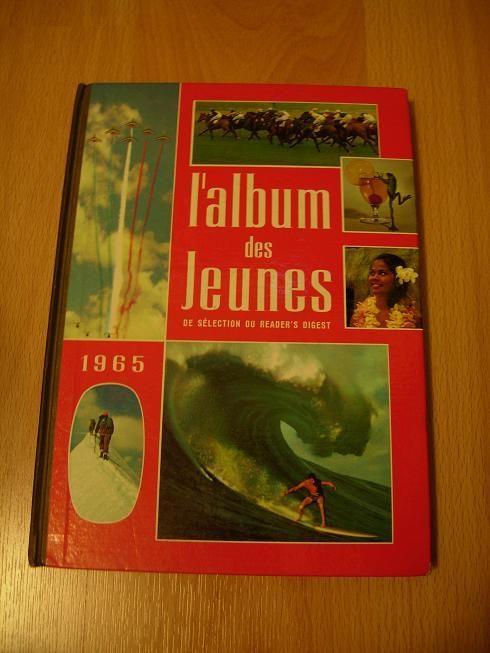 l'album
des
Jeunes
DE SÉLECTION DU READER'S DIGEST
1965